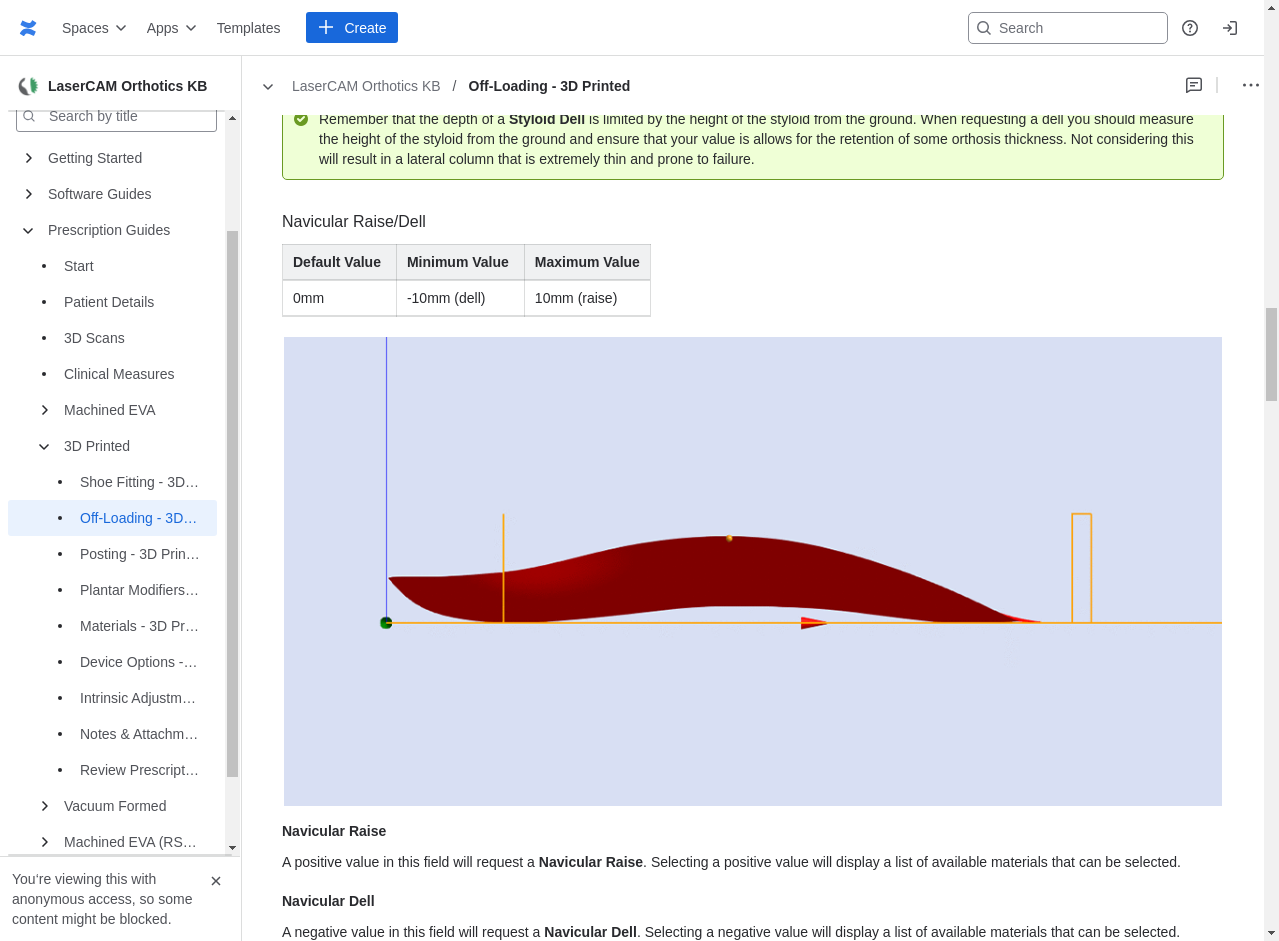 Spaces
Apps
Templates
Create
Search
LaserCAM Orthotics KB
Search by title
Getting Started
Software Guides
Prescription Guides
Start
Patient Details
3D Scans
Clinical Measures
Machined EVA
3D Printed
Shoe Fitting - 3D…
Off-Loading - 3D…
Posting - 3D Prin…
Plantar Modifiers…
Materials - 3D Pr…
Device Options -…
Intrinsic Adjustm…
Notes & Attachm…
Review Prescript…
Vacuum Formed
Machined EVA (RS…
You‘re viewing this with
anonymous access, so some
content might be blocked.
LaserCAM Orthotics KB / Off-Loading - 3D Printed
Remember that the depth of a Styloid Dell is limited by the height of the styloid from the ground. When requesting a dell you should measure
the height of the styloid from the ground and ensure that your value is allows for the retention of some orthosis thickness. Not considering this
will result in a lateral column that is extremely thin and prone to failure.
Navicular Raise/Dell
Default Value Minimum Value Maximum Value
0mm -10mm (dell) 10mm (raise)
Navicular Raise
A positive value in this field will request a Navicular Raise. Selecting a positive value will display a list of available materials that can be selected.
Navicular Dell
A negative value in this field will request a Navicular Dell. Selecting a negative value will display a list of available materials that can be selected.